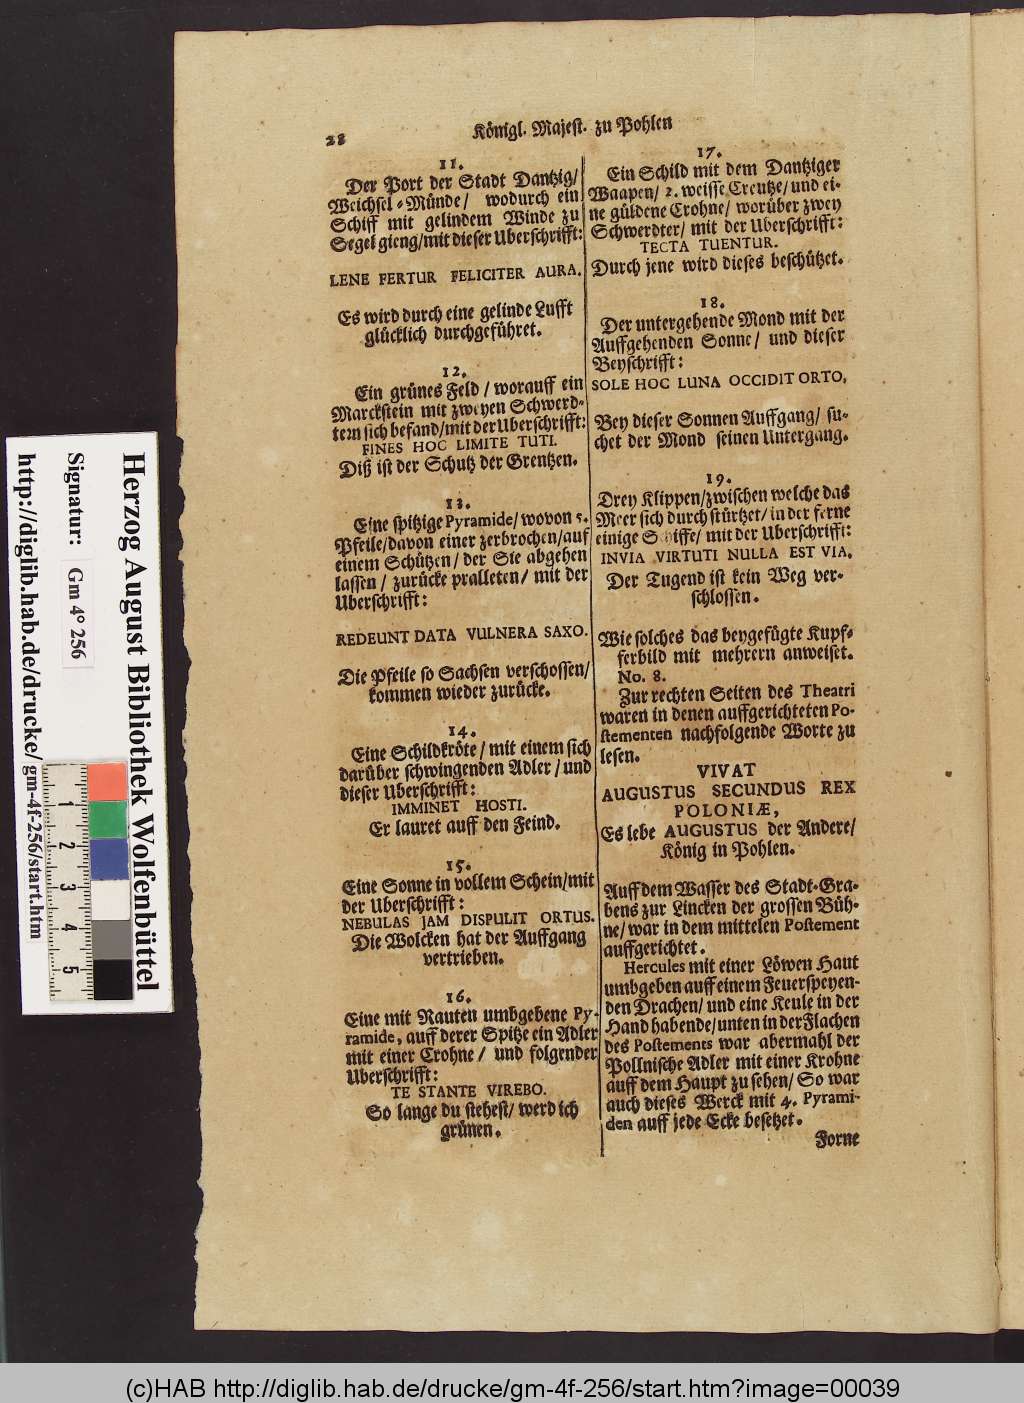 28
Königl. Majest. zu Pohlen
11.
Der Port der Stadt Dantzig/
Weichsel-Münde/ wodurch ein
Schiff mit gelindem Winde zu
Segel gieng/mit dieser Uberschrifft:
LENE FERTUR FELICITER AURA.
Es wird durch eine gelinde Lufft
glücklich durchgeführet.
12.
Ein grünes Feld/ worauff ein
Marckstein mit zweyen Schwerd-
tern sich befand/mit der Uberschrifft:
FINES HOC LIMITE TUTI.
Diß ist der Schutz der Grentzen.
13.
Eine spitzige Pyramide/ wovon 5.
Pfeile/davon einer zerbrochen/auf
einem Schützen/ der Sie abgehen
lassen/ zurücke pralleten/ mit der
Uberschrifft:
REDEUNT DATA VULNERA SAXO.
Die Pfeile so Sachsen verschossen/
kommen wieder zurücke.
14.
Eine Schildkröte/ mit einem sich
darüber schwingenden Adler/ und
dieser Uberschrifft:
IMMINET HOSTI.
Er lauret auff den Feind.
15.
Eine Sonne in vollem Schein/mit
der Uberschrifft:
NEBULAS JAM DISPULIT ORTUS.
Die Wolcken hat der Auffgang
vertrieben.
16.
Eine mit Rauten umbgebene Py-
ramide, auff derer Spitze ein Adler
mit einer Crohne/ und folgender
Uberschrifft:
TE STANTE VIREBO.
So lange du stehest/ werd ich
grünen.
17.
Ein Schild mit dem Dantziger
Waapen/ 2. weisse Creutze/ und ei-
ne güldene Crohne/ worüber zwey
Schwerdter/ mit der Uberschrifft:
TECTA TUENTUR.
Durch jene wird dieses beschützet.
18.
Der untergehende Mond mit der
Auffgehenden Sonne/ und dieser
Beyschrifft:
SOLE HOC LUNA OCCIDIT ORTO.
Bey dieser Sonnen Auffgang/ su-
chet der Mond seinen Untergang.
19.
Drey Klippen/zwischen welche das
Meer sich durch stürtzet/ in der ferne
einige Schiffe/ mit der Uberschrifft:
INVIA VIRTUTI NULLA EST VIA.
Der Tugend ist kein Weg ver-
schlossen.
Wie solches das beygefügte Kupf-
ferbild mit mehrern anweiset.
No. 8.
Zur rechten Seiten des Theatri
waren in denen auffgerichteten Po-
stementen nachfolgende Worte zu
lesen.
VIVAT
AUGUSTUS SECUNDUS REX
POLONIÆ,
Es lebe AUGUSTUS der Andere/
König in Pohlen.
Auff dem Wasser des Stadt-Gra-
bens zur Lincken der grossen Büh-
ne/ war in dem mittelen Postement
auffgerichtet.
Hercules mit einer Löwen Haut
umbgeben auff einem Feuerspeyen-
den Drachen/ und eine Keule in der
Hand habende/unten in der Flachen
des Postements war abermahl der
Pollnische Adler mit einer Krohne
auff dem Haupt zu sehen/ So war
auch dieses Werck mit 4. Pyrami-
den auff jede Ecke besetzet.
Forne
Herzog August Bibliothek Wolfenbüttel
Signatur: Gm 4° 256
http://diglib.hab.de/drucke/gm-4f-256/start.htm
1
2
3
4
5
(c)HAB http://diglib.hab.de/drucke/gm-4f-256/start.htm?image=00039